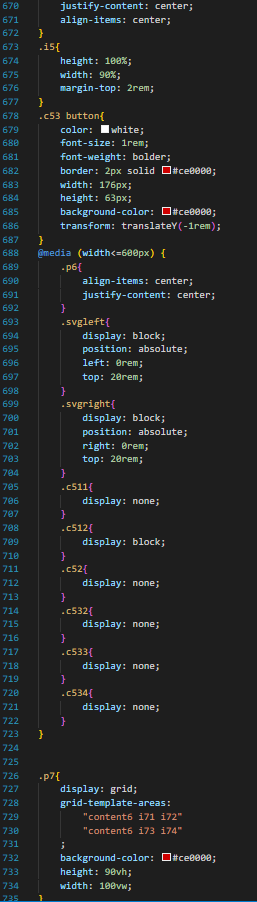 670 justify-content: center;
671 align-items: center;
672 }
673 .i5{
674 height: 100%;
675 width: 90%;
676 margin-top: 2rem;
677 }
678 .c53 button{
679 color: white;
680 font-size: 1rem;
681 font-weight: bolder;
682 border: 2px solid #ce0000;
683 width: 176px;
684 height: 63px;
685 background-color: #ce0000;
686 transform: translateY(-1rem);
687 }
688 @media (width<=600px) {
689 .p6{
690 align-items: center;
691 justify-content: center;
692 }
693 .svgleft{
694 display: block;
695 position: absolute;
696 left: 0rem;
697 top: 20rem;
698 }
699 .svgright{
700 display: block;
701 position: absolute;
702 right: 0rem;
703 top: 20rem;
704 }
705 .c511{
706 display: none;
707 }
708 .c512{
709 display: block;
710 }
711 .c52{
712 display: none;
713 }
714 .c532{
715 display: none;
716 }
717 .c533{
718 display: none;
719 }
720 .c534{
721 display: none;
722 }
723 }
724
725
726 .p7{
727 display: grid;
728 grid-template-areas:
729 "content6 i71 i72"
730 "content6 i73 i74"
731 ;
732 background-color: #ce0000;
733 height: 90vh;
734 width: 100vw;
735 }